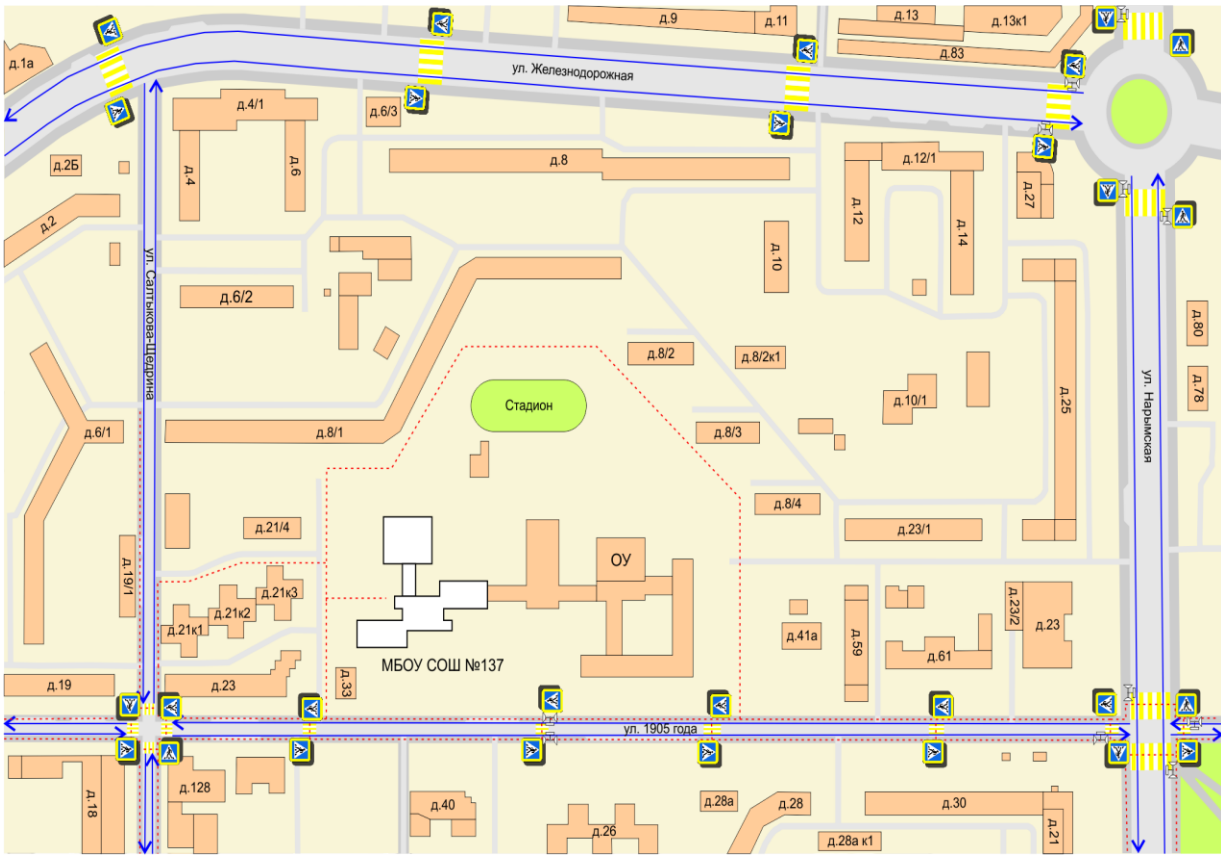 д.9
д.11
д.13
д.13к1
д.83
д.1а
ул. Железнодорожная
д.4/1
д.6/3
д.2Б
д.4
д.6
д.8
д.12/1
д.27
д.2
д.12
д.14
д.10
ул. Салтыкова-Щедрина
д.6/2
д.80
д.8/2
д.8/2к1
д.78
ул. Нарымская
Стадион
д.10/1
д.25
д.6/1
д.8/1
д.8/3
д.8/4
д.21/4
д.23/1
ОУ
д.19/1
д.21к3
д.21к2
д.21к1
д.41а
д.59
д.23/2
д.23
д.61
МБОУ СОШ №137
д.19
д.23
д.33
ул. 1905 года
д.18
д.128
д.40
д.28а
д.28
д.30
д.26
д.28а к1
д.21